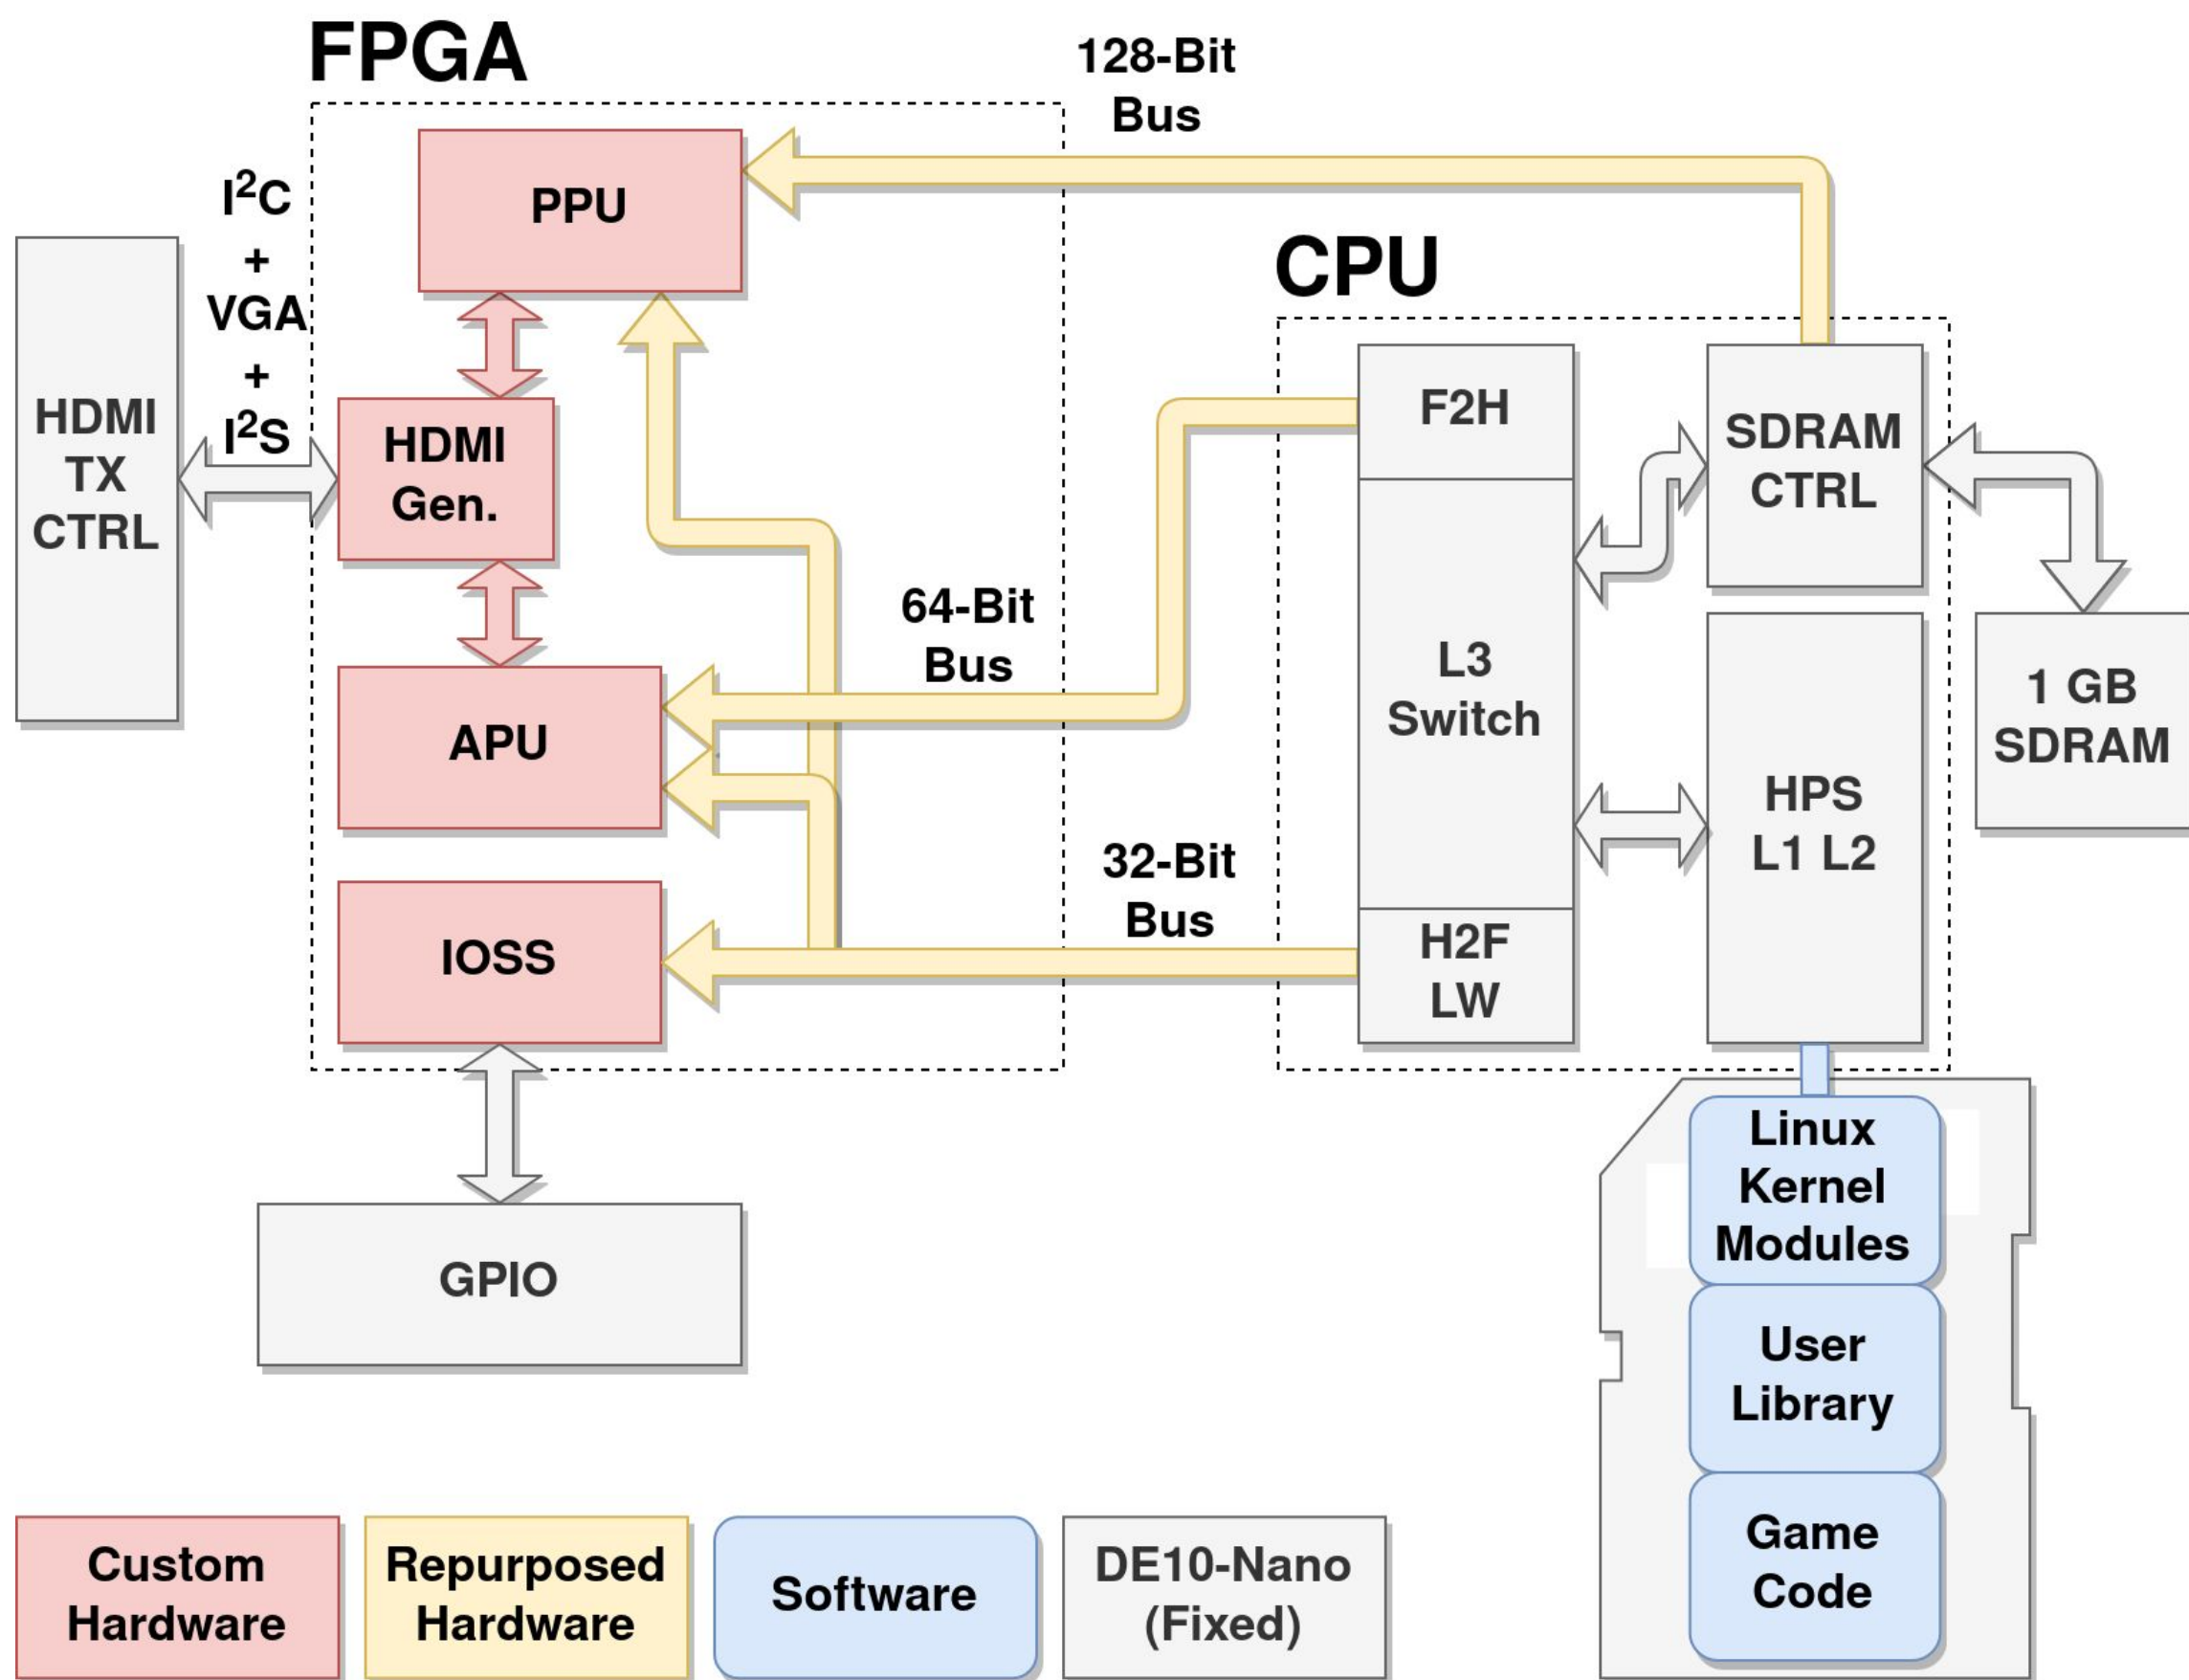 FPGA
128-Bit
Bus
PPU
I²C
+
VGA
+
I²S
CPU
HDMI
TX
CTRL
HDMI
Gen.
F2H
SDRAM
CTRL
64-Bit
Bus
L3
Switch
1 GB
SDRAM
APU
HPS
L1 L2
32-Bit
Bus
IOSS
H2F
LW
Linux
Kernel
Modules
GPIO
User
Library
Game
Code
Custom
Hardware
Repurposed
Hardware
Software
DE10-Nano
(Fixed)